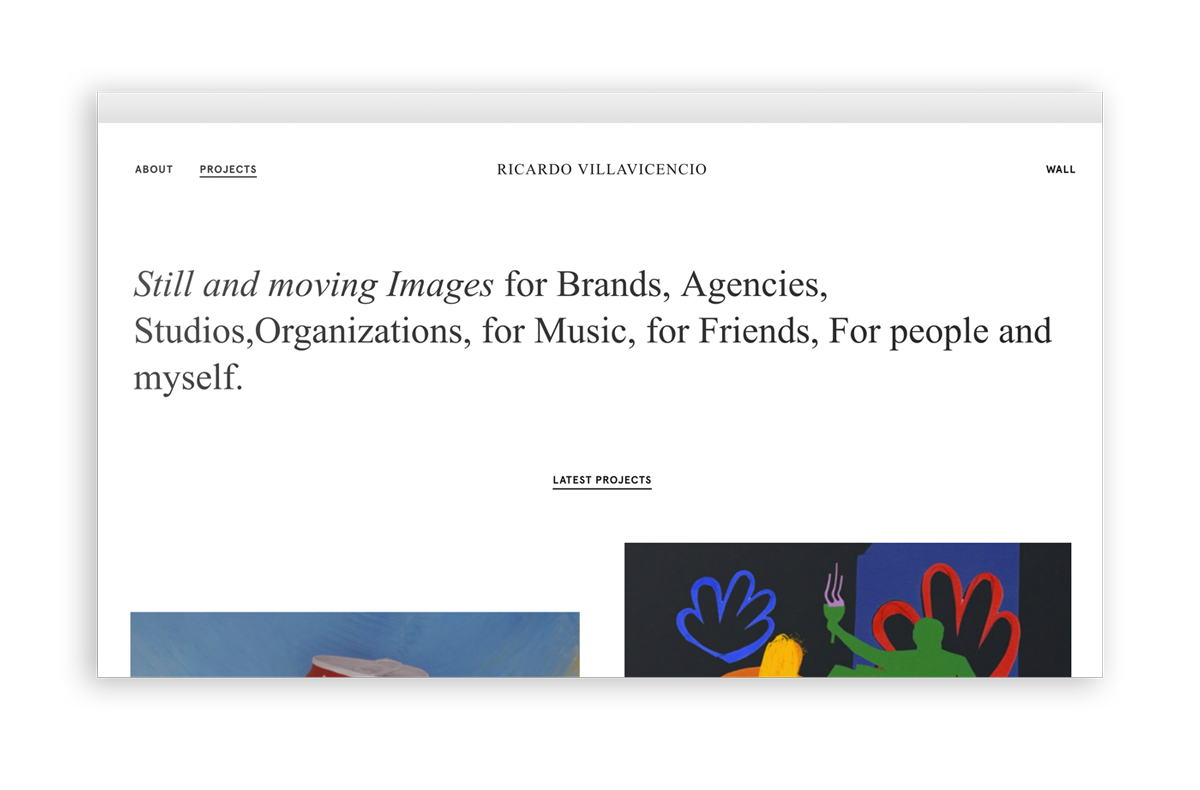 ABOUT PROJECTS RICARDO VILLAVICENCIO WALL
Still and moving Images for Brands, Agencies,
Studios,Organizations, for Music, for Friends, For people and
myself.
LATEST PROJECTS